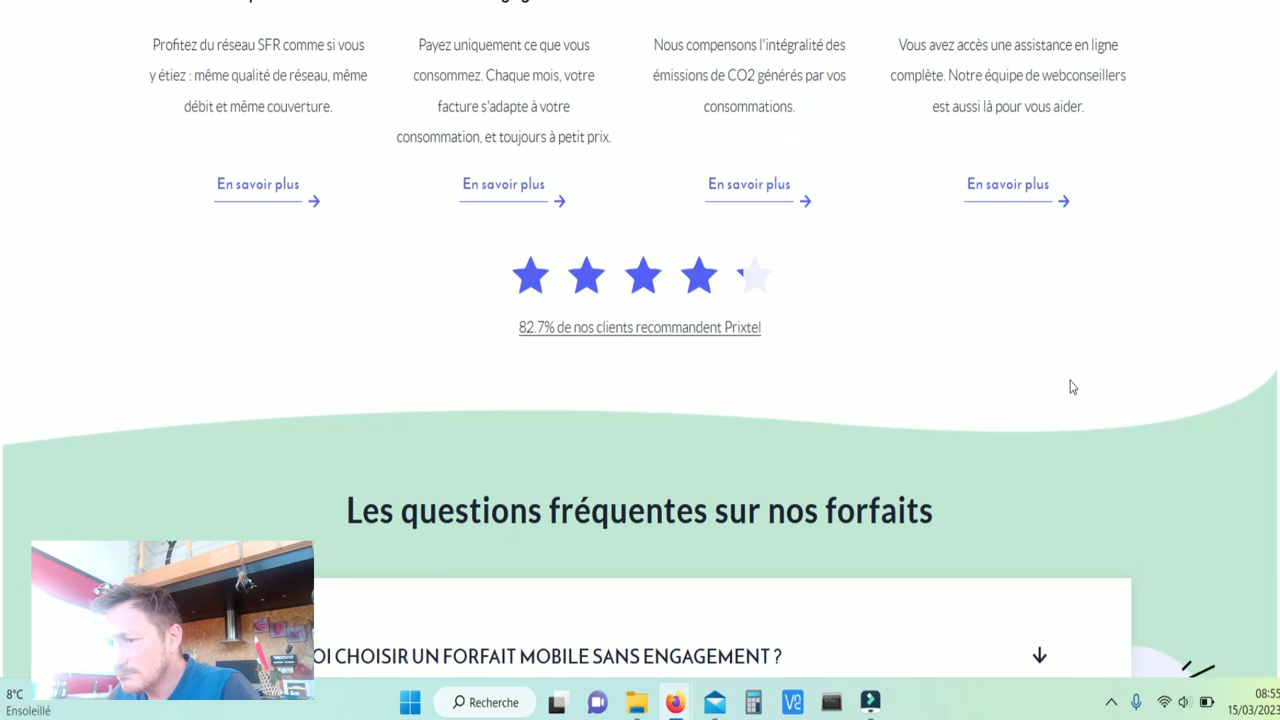 Profitez du réseau SFR comme si vous
y étiez : même qualité de réseau, même
débit et même couverture.
Payez uniquement ce que vous
consommez. Chaque mois, votre
facture s'adapte à votre
consommation, et toujours à petit prix.
Nous compensons l'intégralité des
émissions de CO2 générés par vos
consommations.
Vous avez accès une assistance en ligne
complète. Notre équipe de webconseillers
est aussi là pour vous aider.
En savoir plus
En savoir plus
En savoir plus
En savoir plus
82.7% de nos clients recommandent Prixtel
Les questions fréquentes sur nos forfaits
OI CHOISIR UN FORFAIT MOBILE SANS ENGAGEMENT ?
8°C
Ensoleillé
Recherche
08:55
15/03/2023